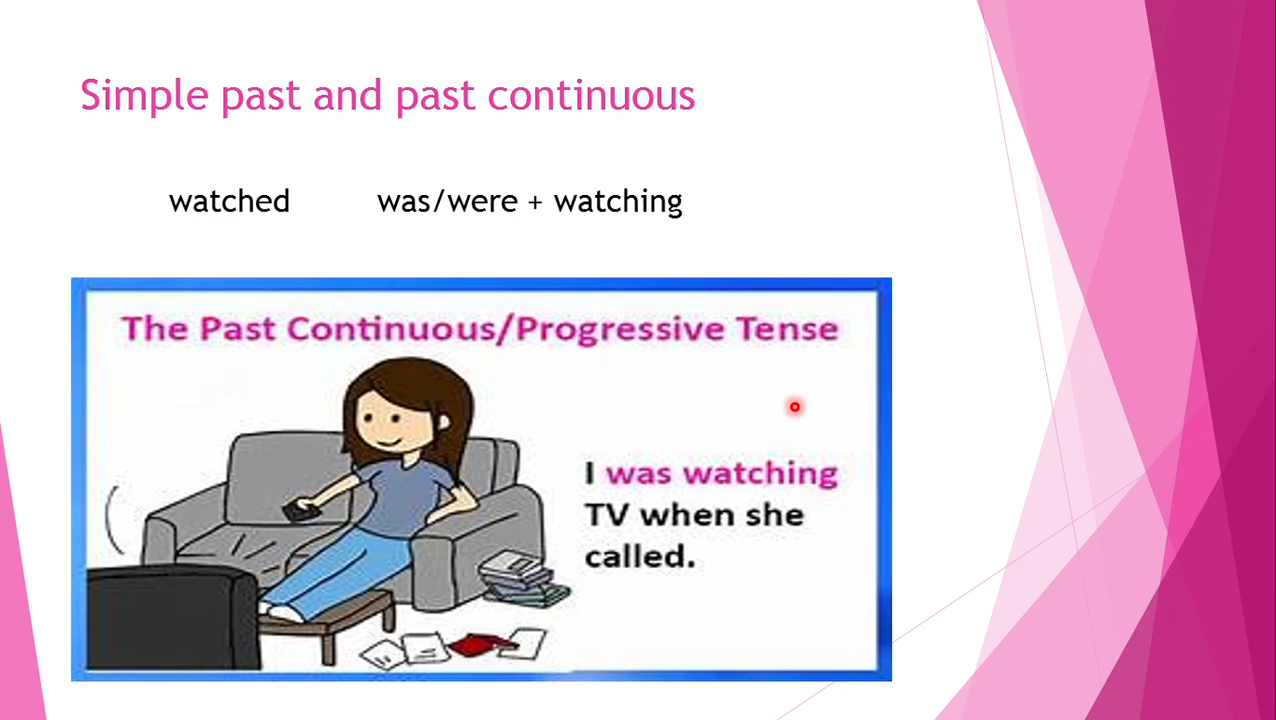 Simple past and past continuous
watched was/were + watching
The Past Continuous/Progressive Tense
I was watching
TV when she
called.